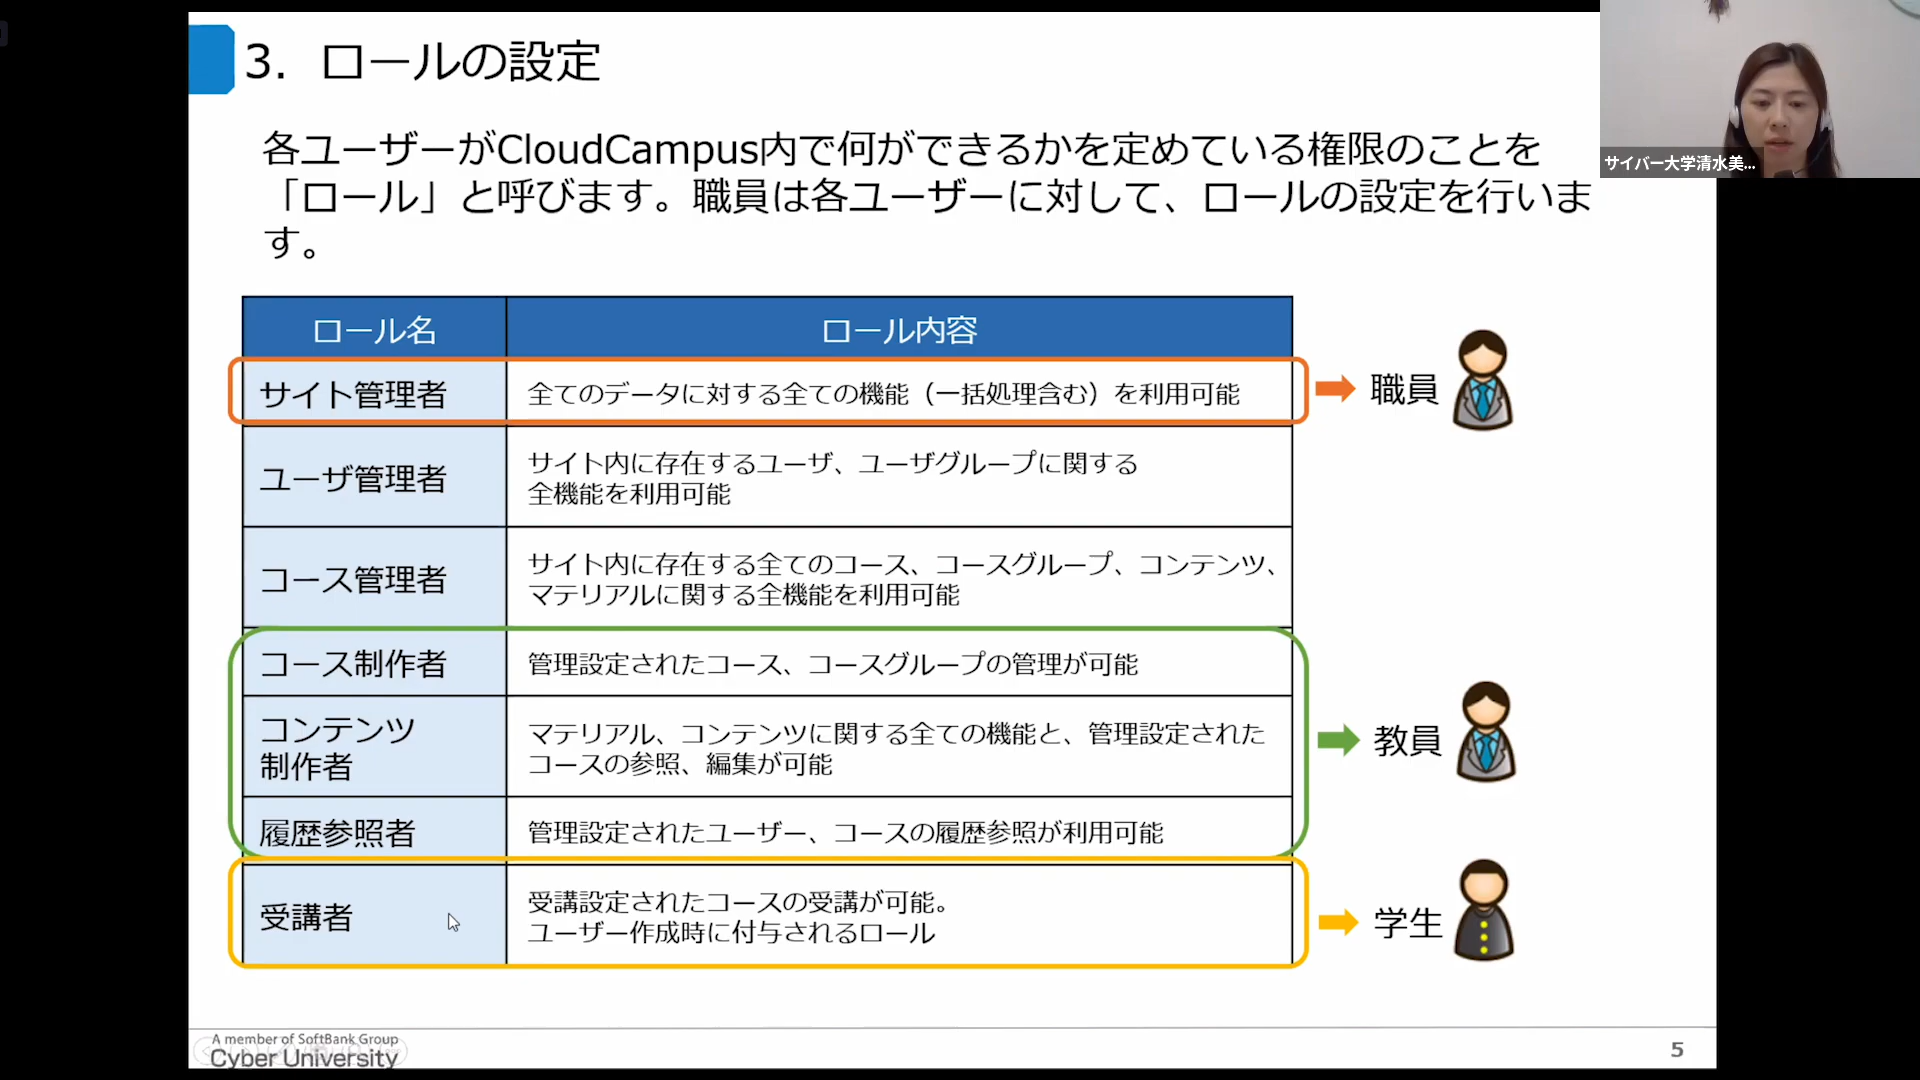 3. ロールの設定
サイバー大学清水美...
各ユーザーがCloudCampus内で何ができるかを定めている権限のことを
「ロール」と呼びます。職員は各ユーザーに対して、ロールの設定を行いま
す。
ロール名 ロール内容
サイト管理者 全てのデータに対する全ての機能（一括処理含む）を利用可能
職員
ユーザ管理者
サイト内に存在するユーザ、ユーザグループに関する
全機能を利用可能
コース管理者
サイト内に存在する全てのコース、コースグループ、コンテンツ、
マテリアルに関する全機能を利用可能
コース制作者 管理設定されたコース、コースグループの管理が可能
コンテンツ
制作者
マテリアル、コンテンツに関する全ての機能と、管理設定された
コースの参照、編集が可能
教員
履歴参照者 管理設定されたユーザー、コースの履歴参照が利用可能
受講者
受講設定されたコースの受講が可能。
ユーザー作成時に付与されるロール
学生
A member of SoftBank Group
Cyber University
5